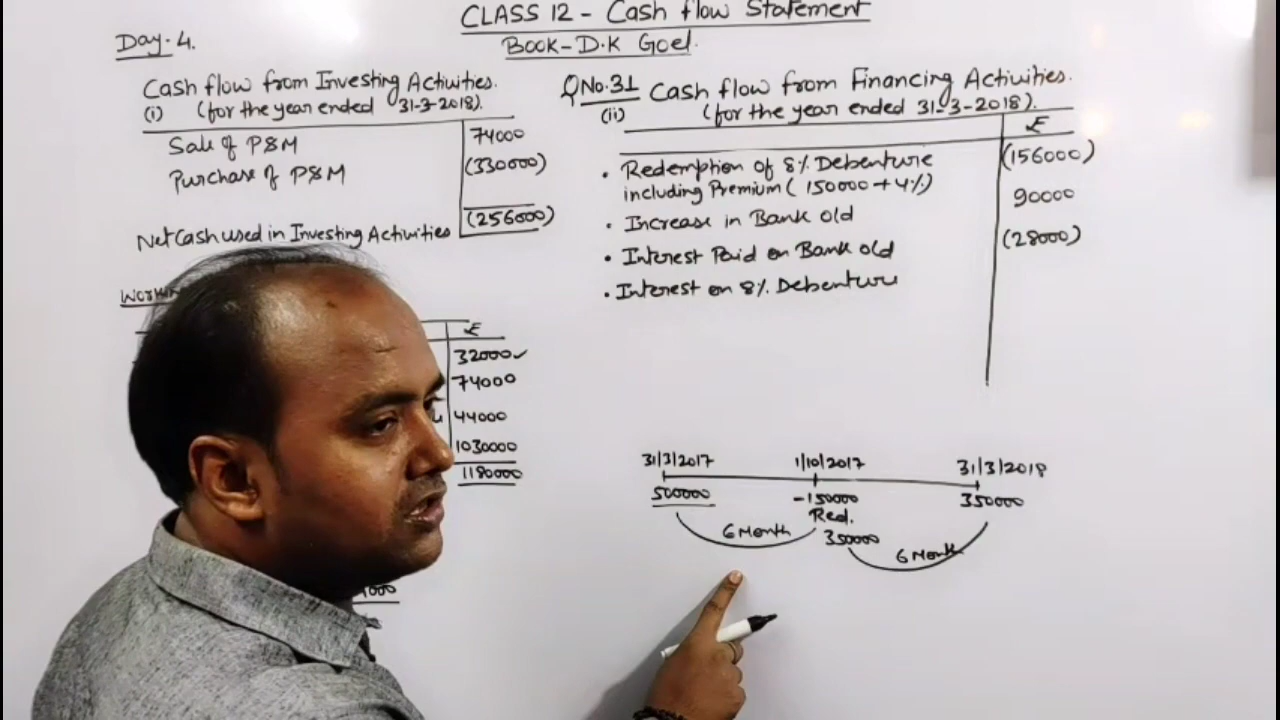 CLASS 12 - Cash flow Statement
Day-4.
BOOK-D.K Goel.
Cash flow from Investing Activities.
(i) (for the year ended 31-3-2018).
Sale of P&M 74000
Purchase of P&M (330000)
Net Cash used in Investing Activities (256000)
₹
32000✓
74000
44000
1030000
1180000
QNo.31 Cash flow from Financing Activities.
(ii) (for the year ended 31-3-2018).
₹
• Redemption of 8% Debenture (156000)
including Premium (150000+4%)
• Increase in Bank old 90000
• Interest Paid on Bank old (28000)
• Interest on 8% Debenture
31/3/2017 1/10/2017 31/3/2018
500000 -150000 350000
Red.
6 Month 350000 6 Month